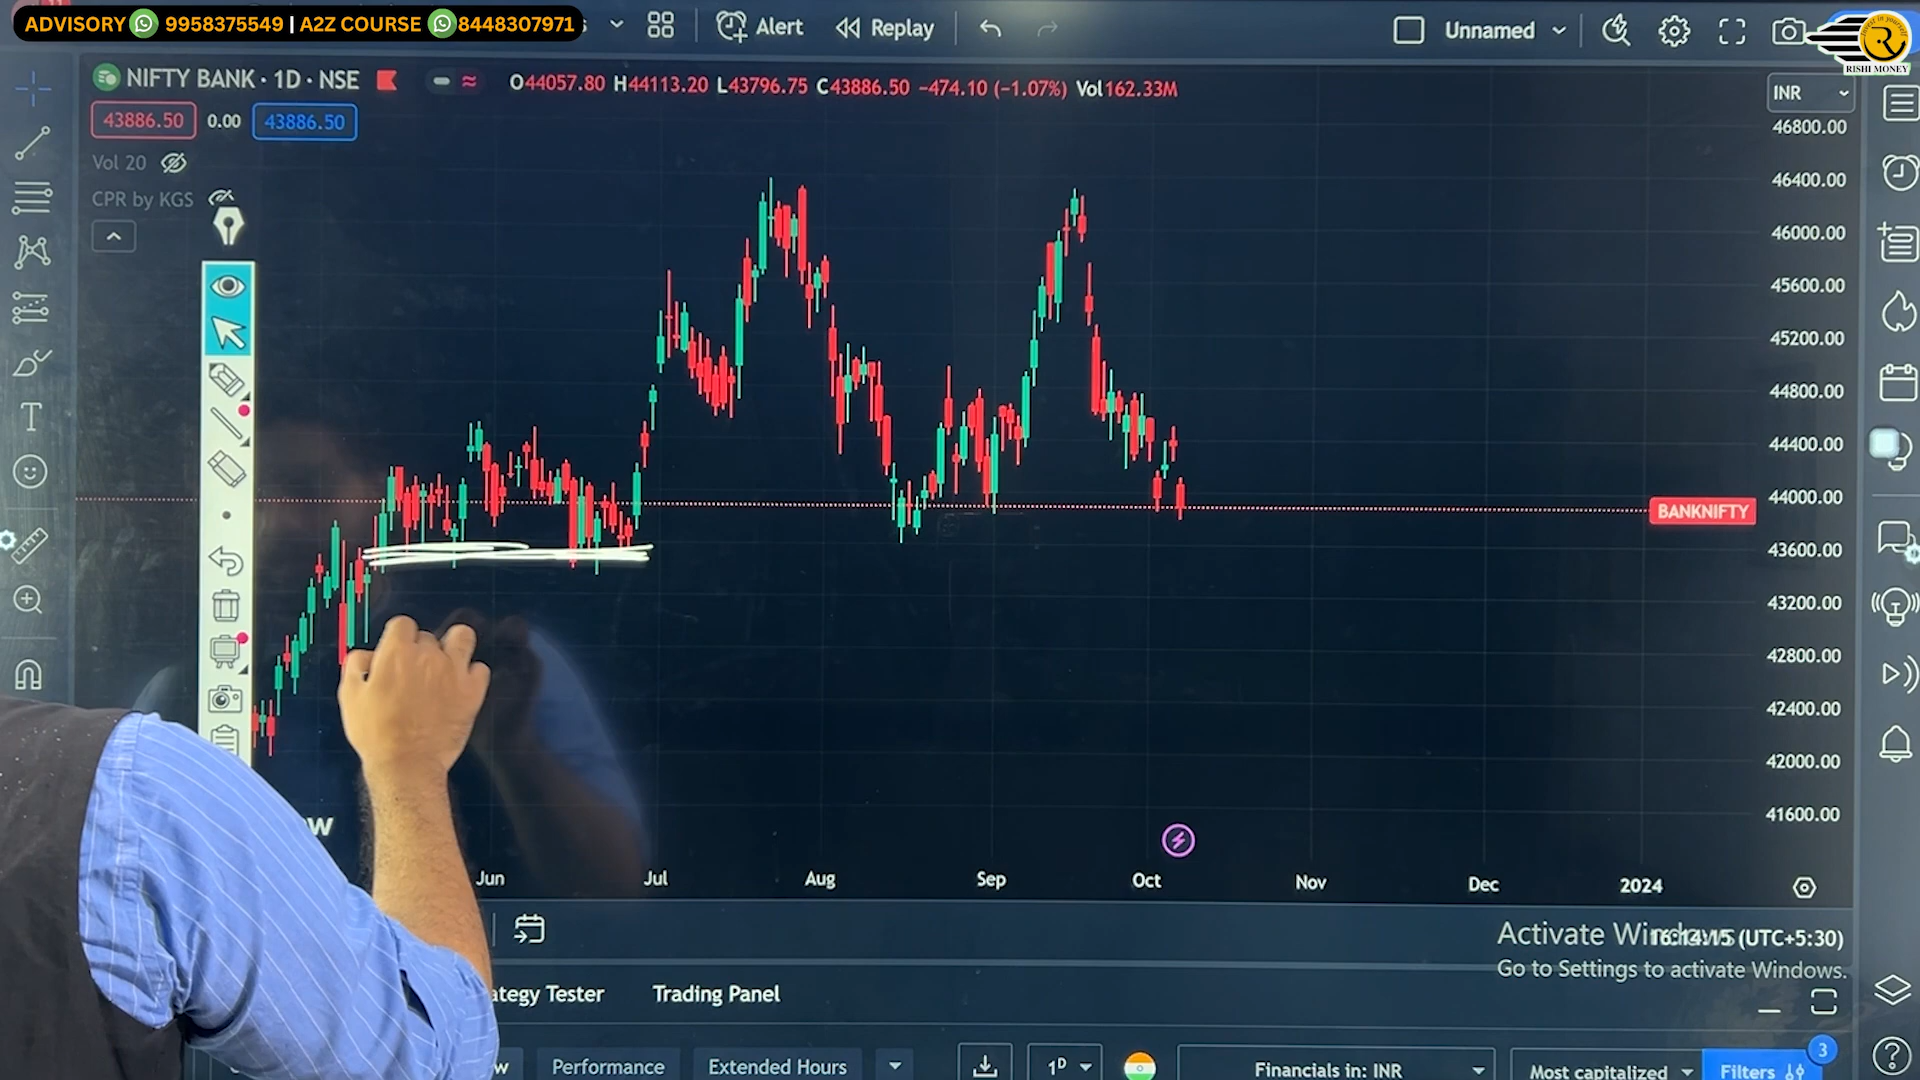 ADVISORY 9958375549 | A2Z COURSE 8448307971
Alert
Replay
Unnamed
RISHI MONEY
NIFTY BANK · 1D · NSE
O44057.80 H44113.20 L43796.75 C43886.50 −474.10 (−1.07%) Vol162.33M
INR
43886.50 0.00 43886.50
Vol 20
CPR by KGS
46800.00
46400.00
46000.00
45600.00
45200.00
44800.00
44400.00
44000.00
BANKNIFTY
43600.00
43200.00
42800.00
42400.00
42000.00
41600.00
Jun Jul Aug Sep Oct Nov Dec 2024
Activate Windows
16:14:15 (UTC+5:30)
Go to Settings to activate Windows.
ategy Tester Trading Panel
Performance Extended Hours 1D Financials in: INR Most capitalized Filters 3